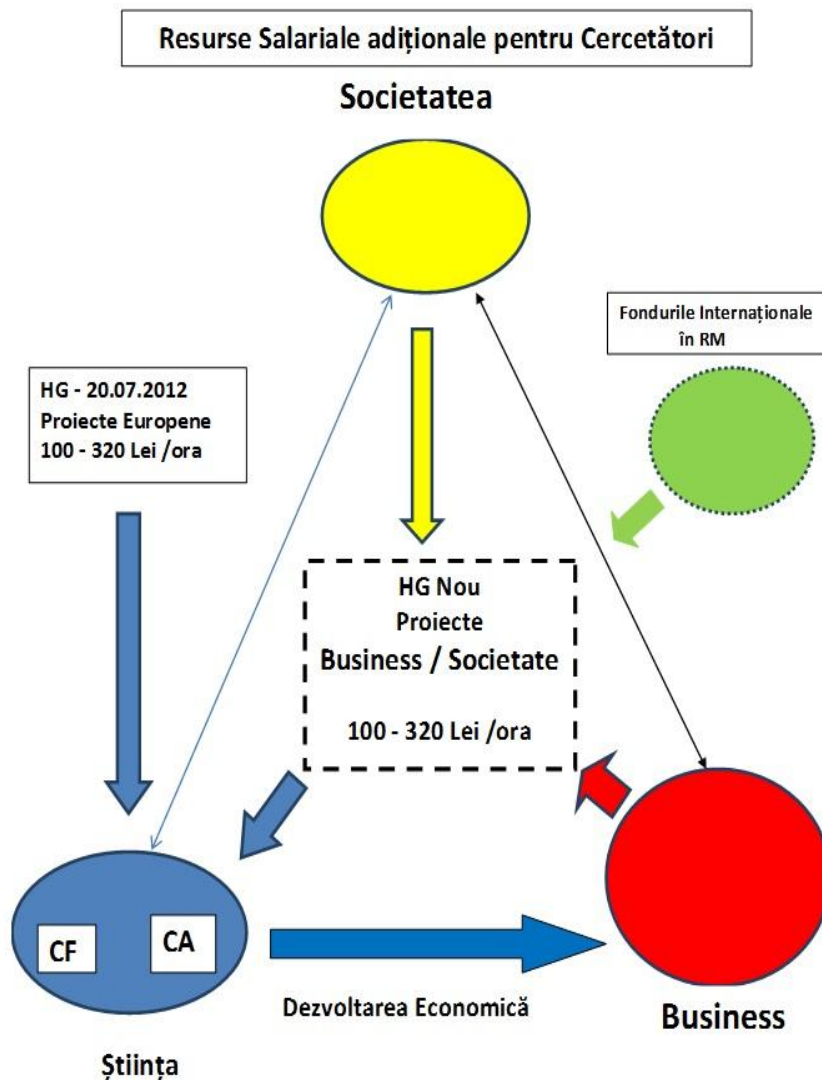 Resurse Salariale adiționale pentru Cercetători
Societatea
Fondurile Internaționale
în RM
HG - 20.07.2012
Proiecte Europene
100 - 320 Lei /ora
HG Nou
Proiecte
Business / Societate
100 - 320 Lei /ora
CF
CA
Dezvoltarea Economică
Business
Știința